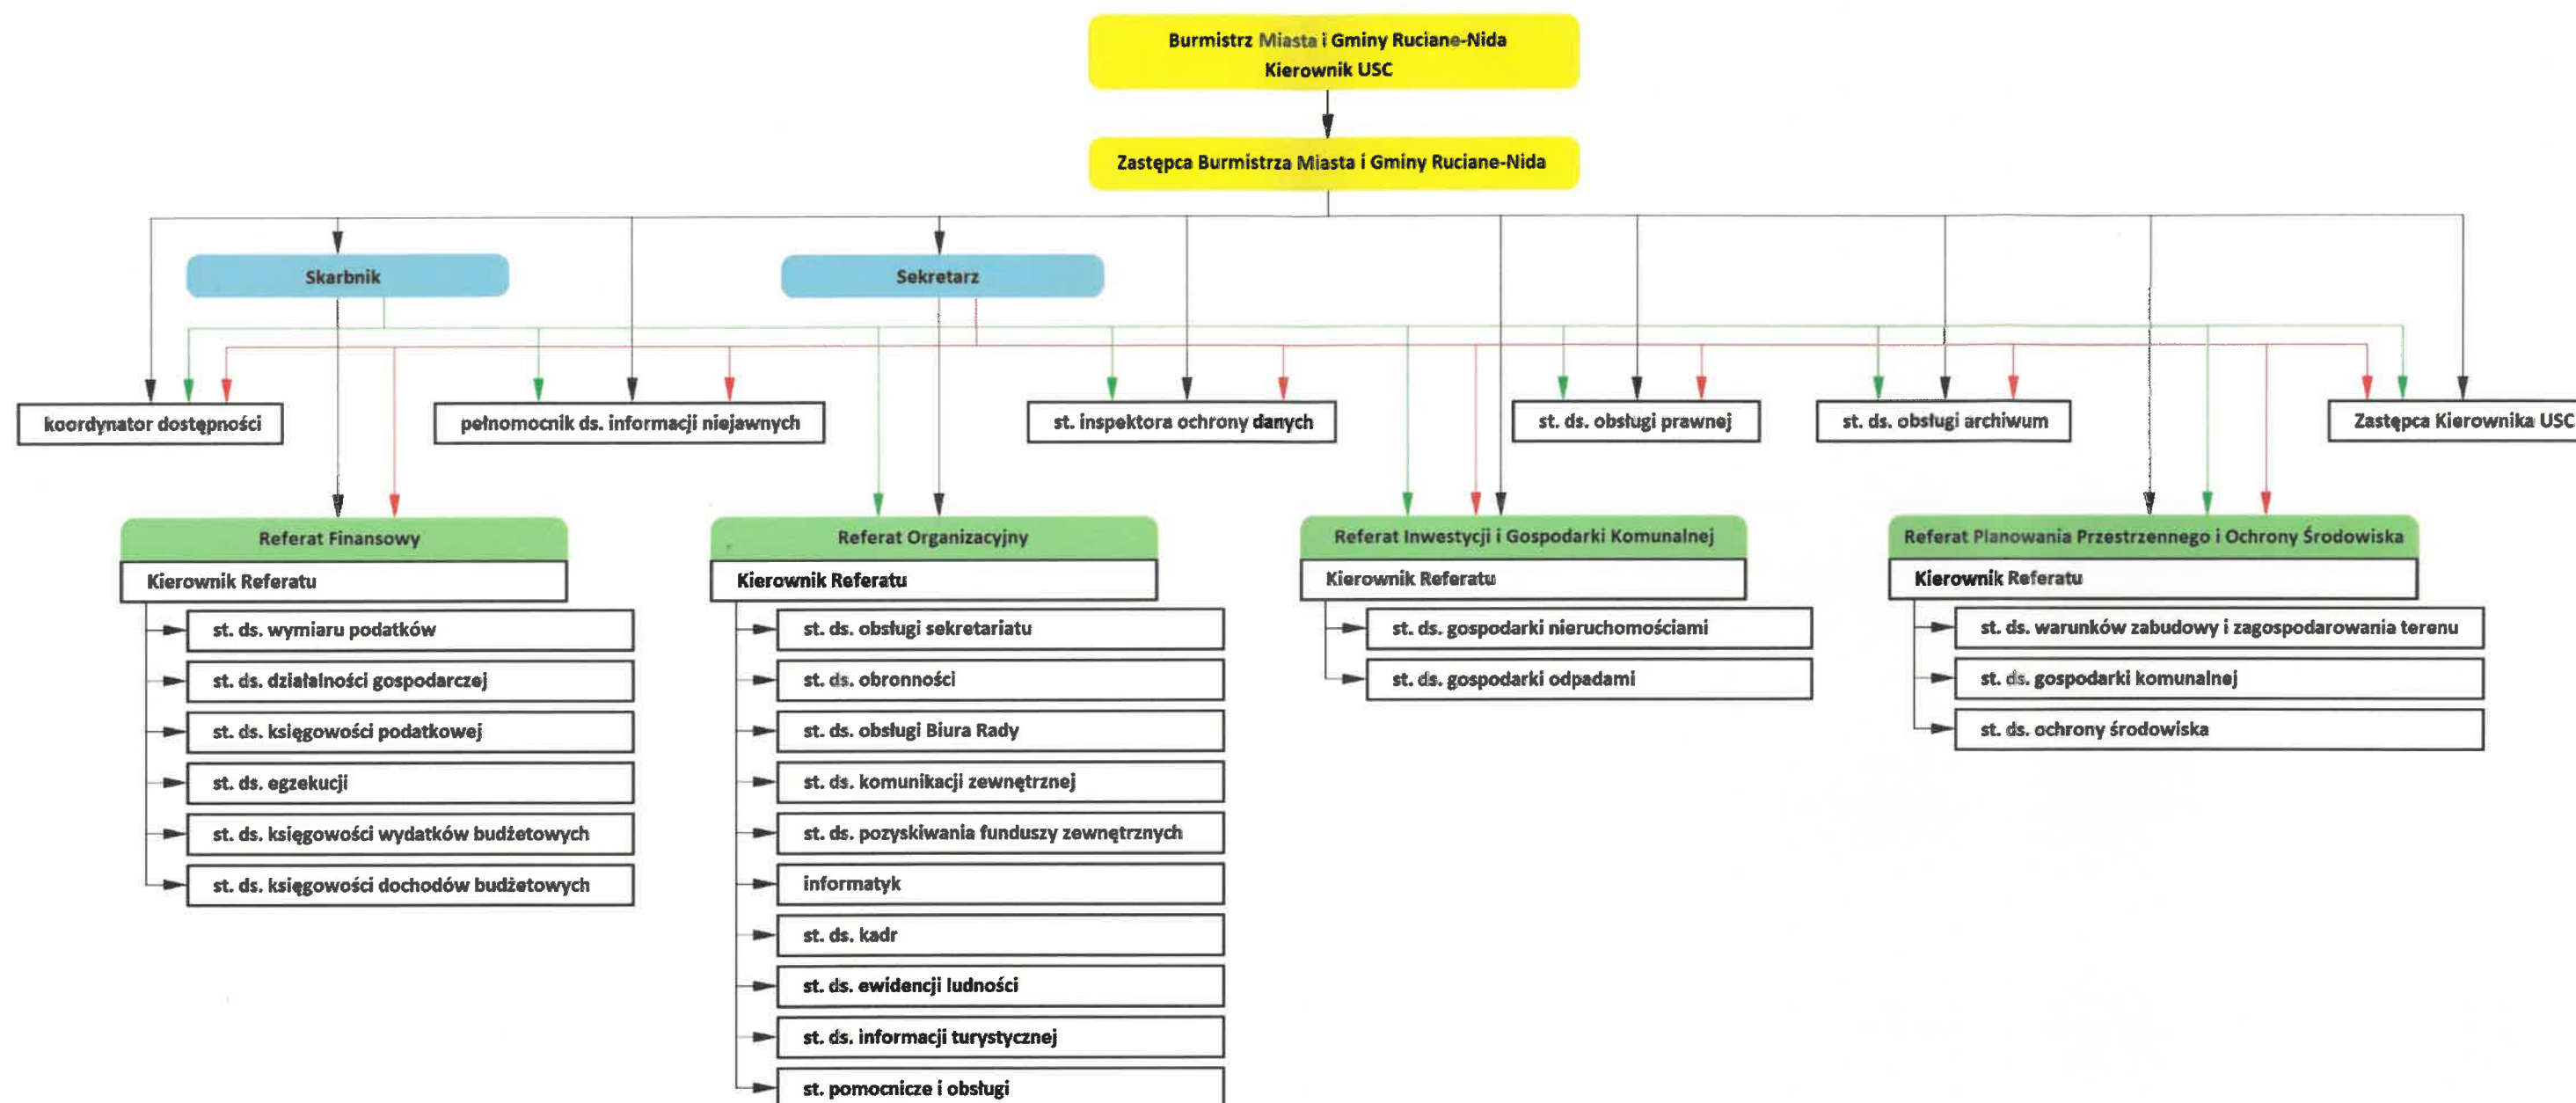 Burmistrz Miasta i Gminy Ruciane-Nida
Kierownik USC
Zastępca Burmistrza Miasta i Gminy Ruciane-Nida
Skarbnik
Sekretarz
koordynator dostępności
pełnomocnik ds. informacji niejawnych
st. inspektora ochrony danych
st. ds. obsługi prawnej
st. ds. obsługi archiwum
Zastępca Kierownika USC
Referat Finansowy
Kierownik Referatu
st. ds. wymiaru podatków
st. ds. działalności gospodarczej
st. ds. księgowości podatkowej
st. ds. egzekucji
st. ds. księgowości wydatków budżetowych
st. ds. księgowości dochodów budżetowych
Referat Organizacyjny
Kierownik Referatu
st. ds. obsługi sekretariatu
st. ds. obronności
st. ds. obsługi Biura Rady
st. ds. komunikacji zewnętrznej
st. ds. pozyskiwania funduszy zewnętrznych
informatyk
st. ds. kadr
st. ds. ewidencji ludności
st. ds. informacji turystycznej
st. pomocnicze i obsługi
Referat Inwestycji i Gospodarki Komunalnej
Kierownik Referatu
st. ds. gospodarki nieruchomościami
st. ds. gospodarki odpadami
Referat Planowania Przestrzennego i Ochrony Środowiska
Kierownik Referatu
st. ds. warunków zabudowy i zagospodarowania terenu
st. ds. gospodarki komunalnej
st. ds. ochrony środowiska